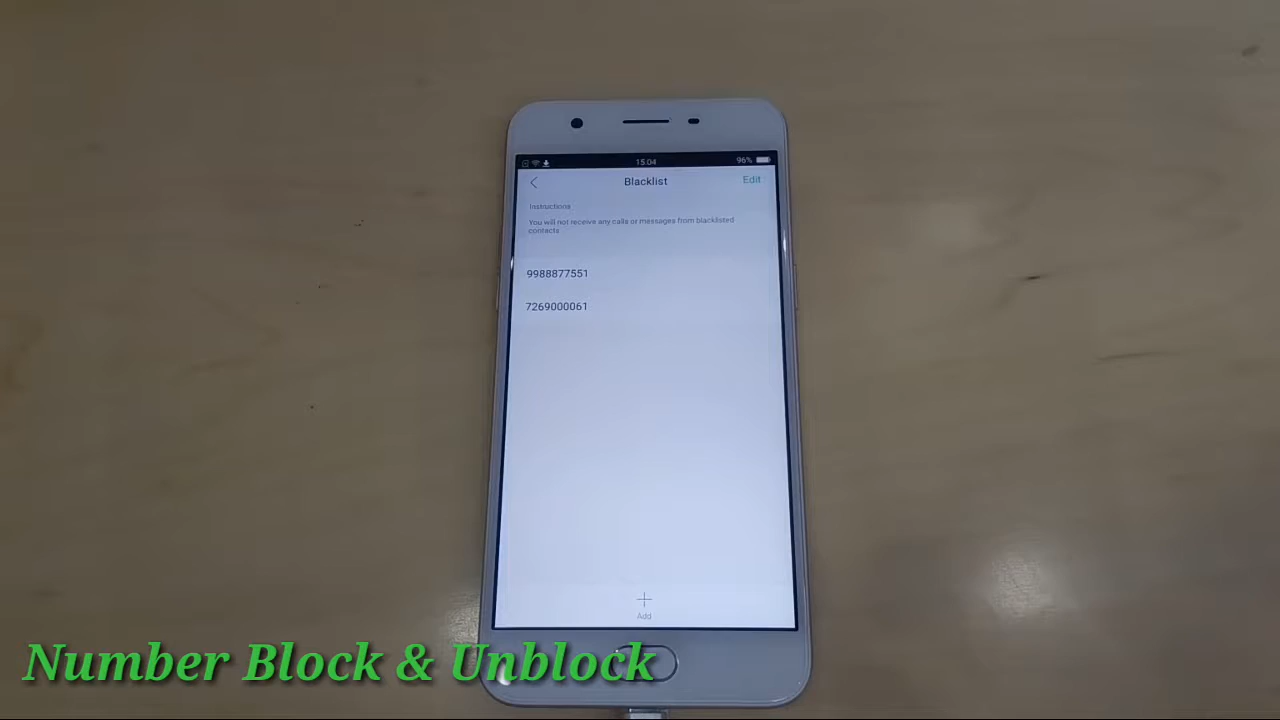 15.04
96%
Blacklist
Edit
Instructions
You will not receive any calls or messages from blacklisted
contacts
9988877551
7269000061
Add
Number Block & Unblock